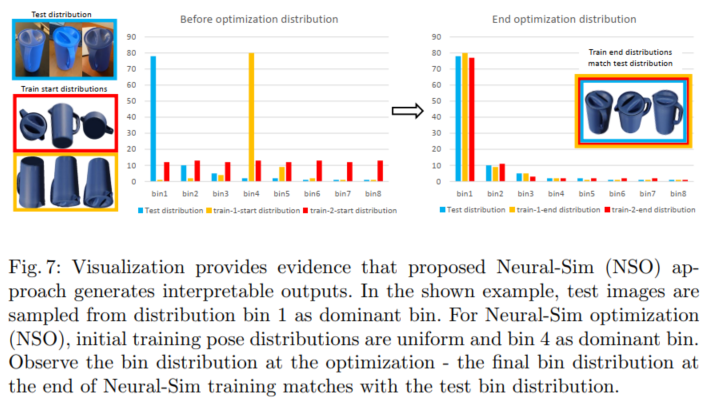 Test distribution
Train start distributions
Before optimization distribution
90
80
70
60
50
40
30
20
10
0
bin1 bin2 bin3 bin4 bin5 bin6 bin7 bin8
Test distribution train-1-start distribution train-2-start distribution
End optimization distribution
90
80
70
60
50
40
30
20
10
0
Train end distributions
match test distribution
bin1 bin2 bin3 bin4 bin5 bin6 bin7 bin8
Test distribution train-1-end distribution train-2-end distribution
Fig. 7: Visualization provides evidence that proposed Neural-Sim (NSO) ap-
proach generates interpretable outputs. In the shown example, test images are
sampled from distribution bin 1 as dominant bin. For Neural-Sim optimization
(NSO), initial training pose distributions are uniform and bin 4 as dominant bin.
Observe the bin distribution at the optimization - the final bin distribution at
the end of Neural-Sim training matches with the test bin distribution.